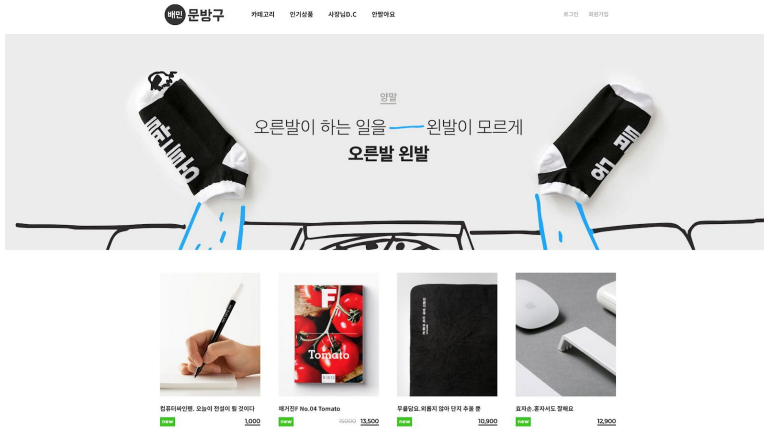 배민 문방구
카테고리 인기상품 사장님D.C 안팔아요 로그인 회원가입
양말
오른발이 하는 일을 왼발이 모르게
오른발 왼발
F
Tomato
컴퓨터싸인펜. 오늘이 전설이 될 것이다
new 1,000
매거진F No.04 Tomato
new 15000 13,500
무릎담요.외롭지 않아 단지 추울 뿐
new 10,900
효자손.혼자서도 잘해요
new 12,900